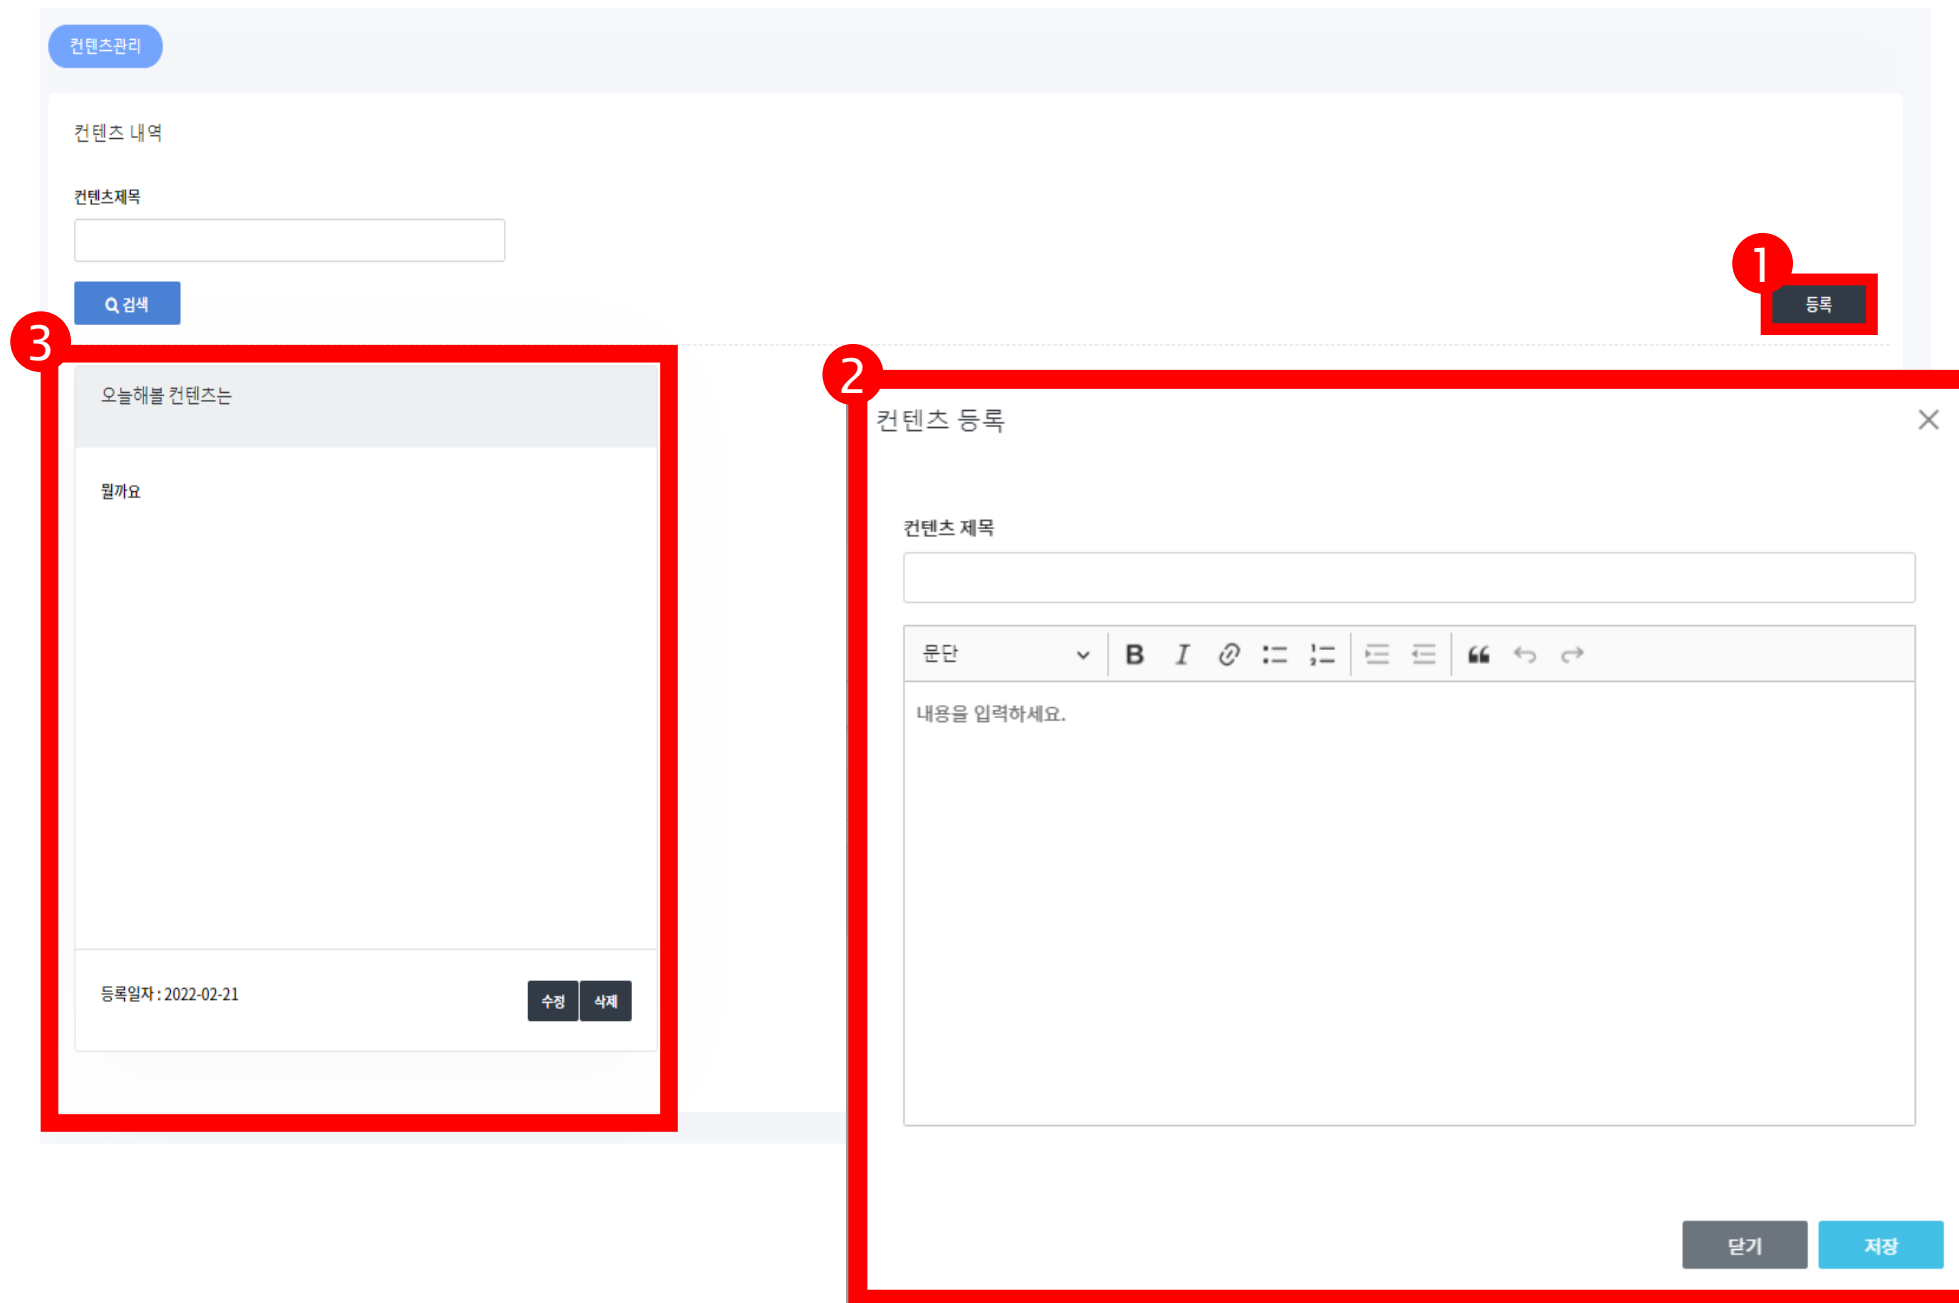 컨텐츠관리
컨텐츠 내역
컨텐츠제목
검색
1
등록
3
오늘해볼 컨텐츠는
뭘까요
등록일자 : 2022-02-21
수정 삭제
2
컨텐츠 등록
컨텐츠 제목
문단
내용을 입력하세요.
닫기 저장